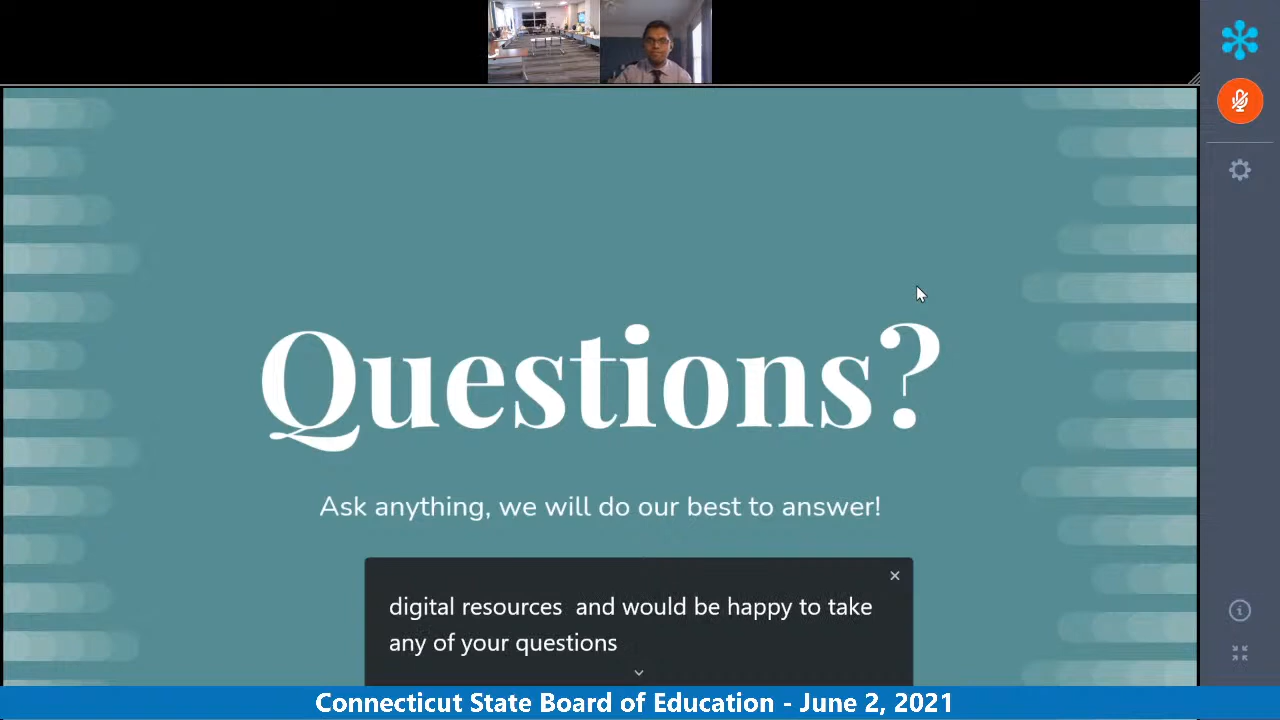 Questions?
Ask anything, we will do our best to answer!
digital resources  and would be happy to take
any of your questions
Connecticut State Board of Education - June 2, 2021